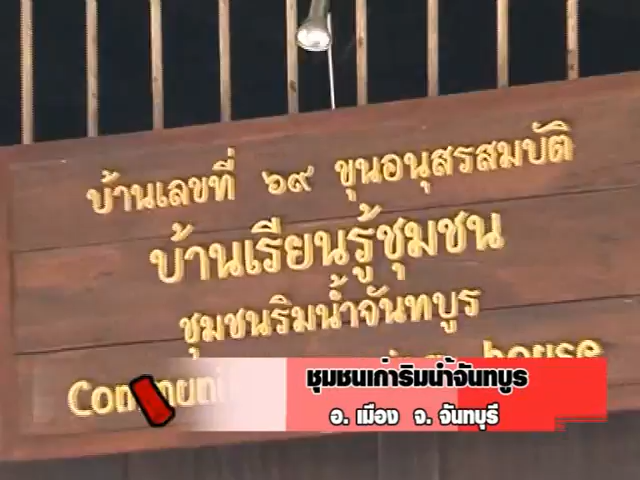 บ้านเลขที่ ๖๙ ขุนอนุสรสมบัติ
บ้านเรียนรู้ชุมชน
ชุมชนริมน้ำจันทบูร
house
ชุมชนเก่าริมน้ำจันทบูร
อ. เมือง จ. จันทบุรี